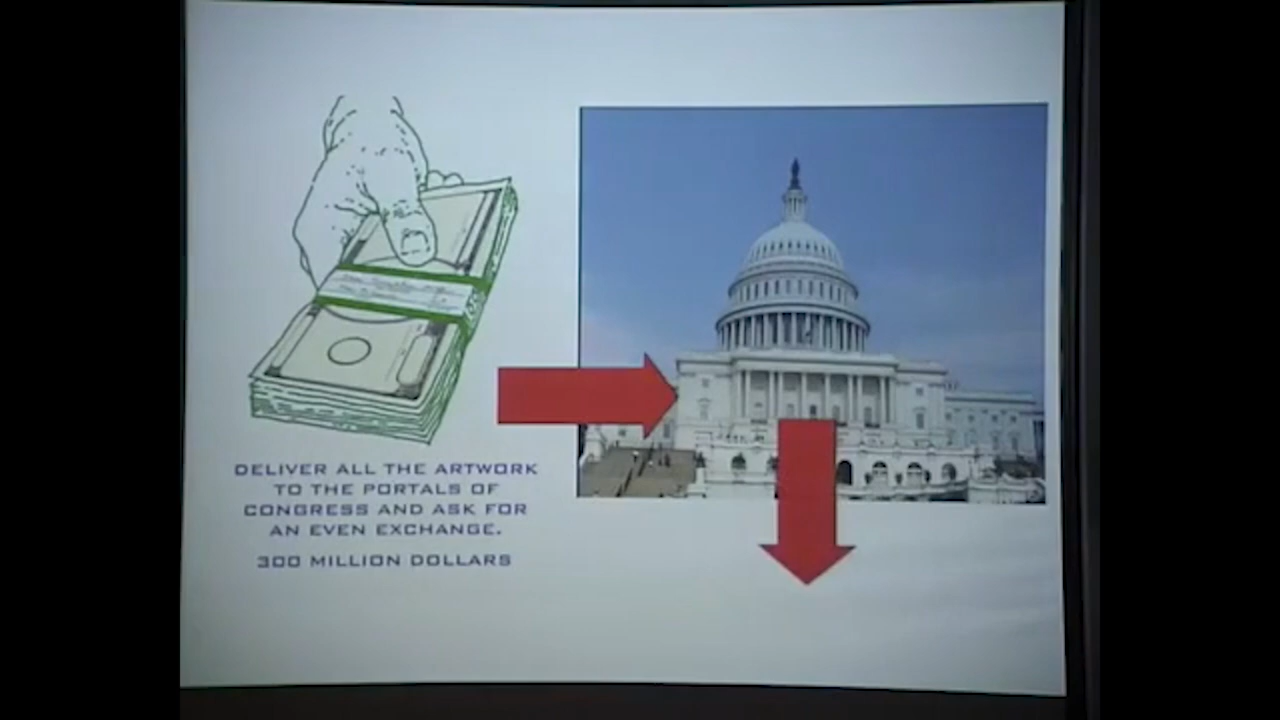 DELIVER ALL THE ARTWORK
TO THE PORTALS OF
CONGRESS AND ASK FOR
AN EVEN EXCHANGE.
300 MILLION DOLLARS